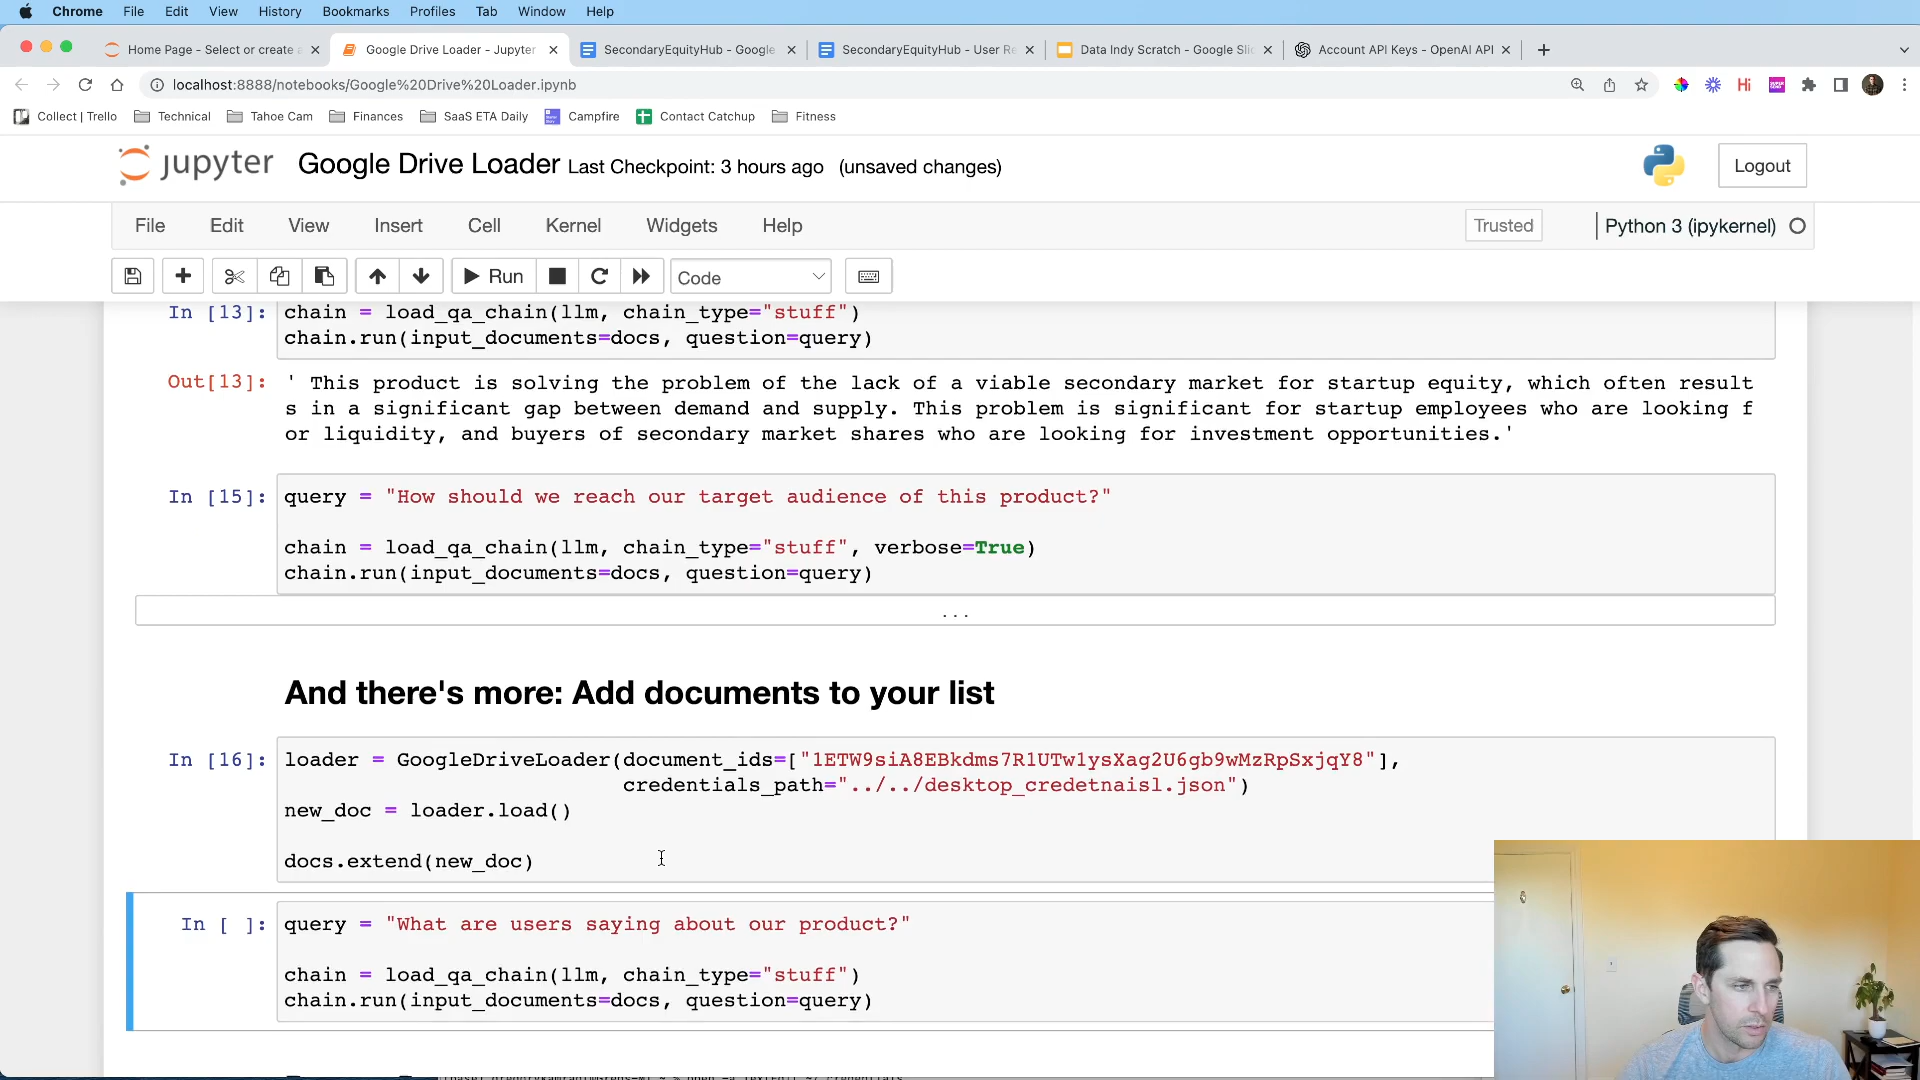 Chrome File Edit View History Bookmarks Profiles Tab Window Help
Home Page - Select or create a
Google Drive Loader - Jupyter
SecondaryEquityHub - Google
SecondaryEquityHub - User Re
Data Indy Scratch - Google Slic
Account API Keys - OpenAI API
localhost:8888/notebooks/Google%20Drive%20Loader.ipynb
Hi
Collect | Trello Technical Tahoe Cam Finances SaaS ETA Daily Campfire Contact Catchup Fitness
jupyter Google Drive Loader Last Checkpoint: 3 hours ago (unsaved changes) Logout
File Edit View Insert Cell Kernel Widgets Help Trusted Python 3 (ipykernel)
Run Code
In [13]: chain = load_qa_chain(llm, chain_type="stuff")
chain.run(input_documents=docs, question=query)
Out[13]: ' This product is solving the problem of the lack of a viable secondary market for startup equity, which often result
s in a significant gap between demand and supply. This problem is significant for startup employees who are looking f
or liquidity, and buyers of secondary market shares who are looking for investment opportunities.'
In [15]: query = "How should we reach our target audience of this product?"
chain = load_qa_chain(llm, chain_type="stuff", verbose=True)
chain.run(input_documents=docs, question=query)
...
And there's more: Add documents to your list
In [16]: loader = GoogleDriveLoader(document_ids=["1ETW9siA8EBkdms7R1UTw1ysXag2U6gb9wMzRpSxjqY8"],
credentials_path="../../desktop_credetnaisl.json")
new_doc = loader.load()
docs.extend(new_doc)
In [ ]: query = "What are users saying about our product?"
chain = load_qa_chain(llm, chain_type="stuff")
chain.run(input_documents=docs, question=query)